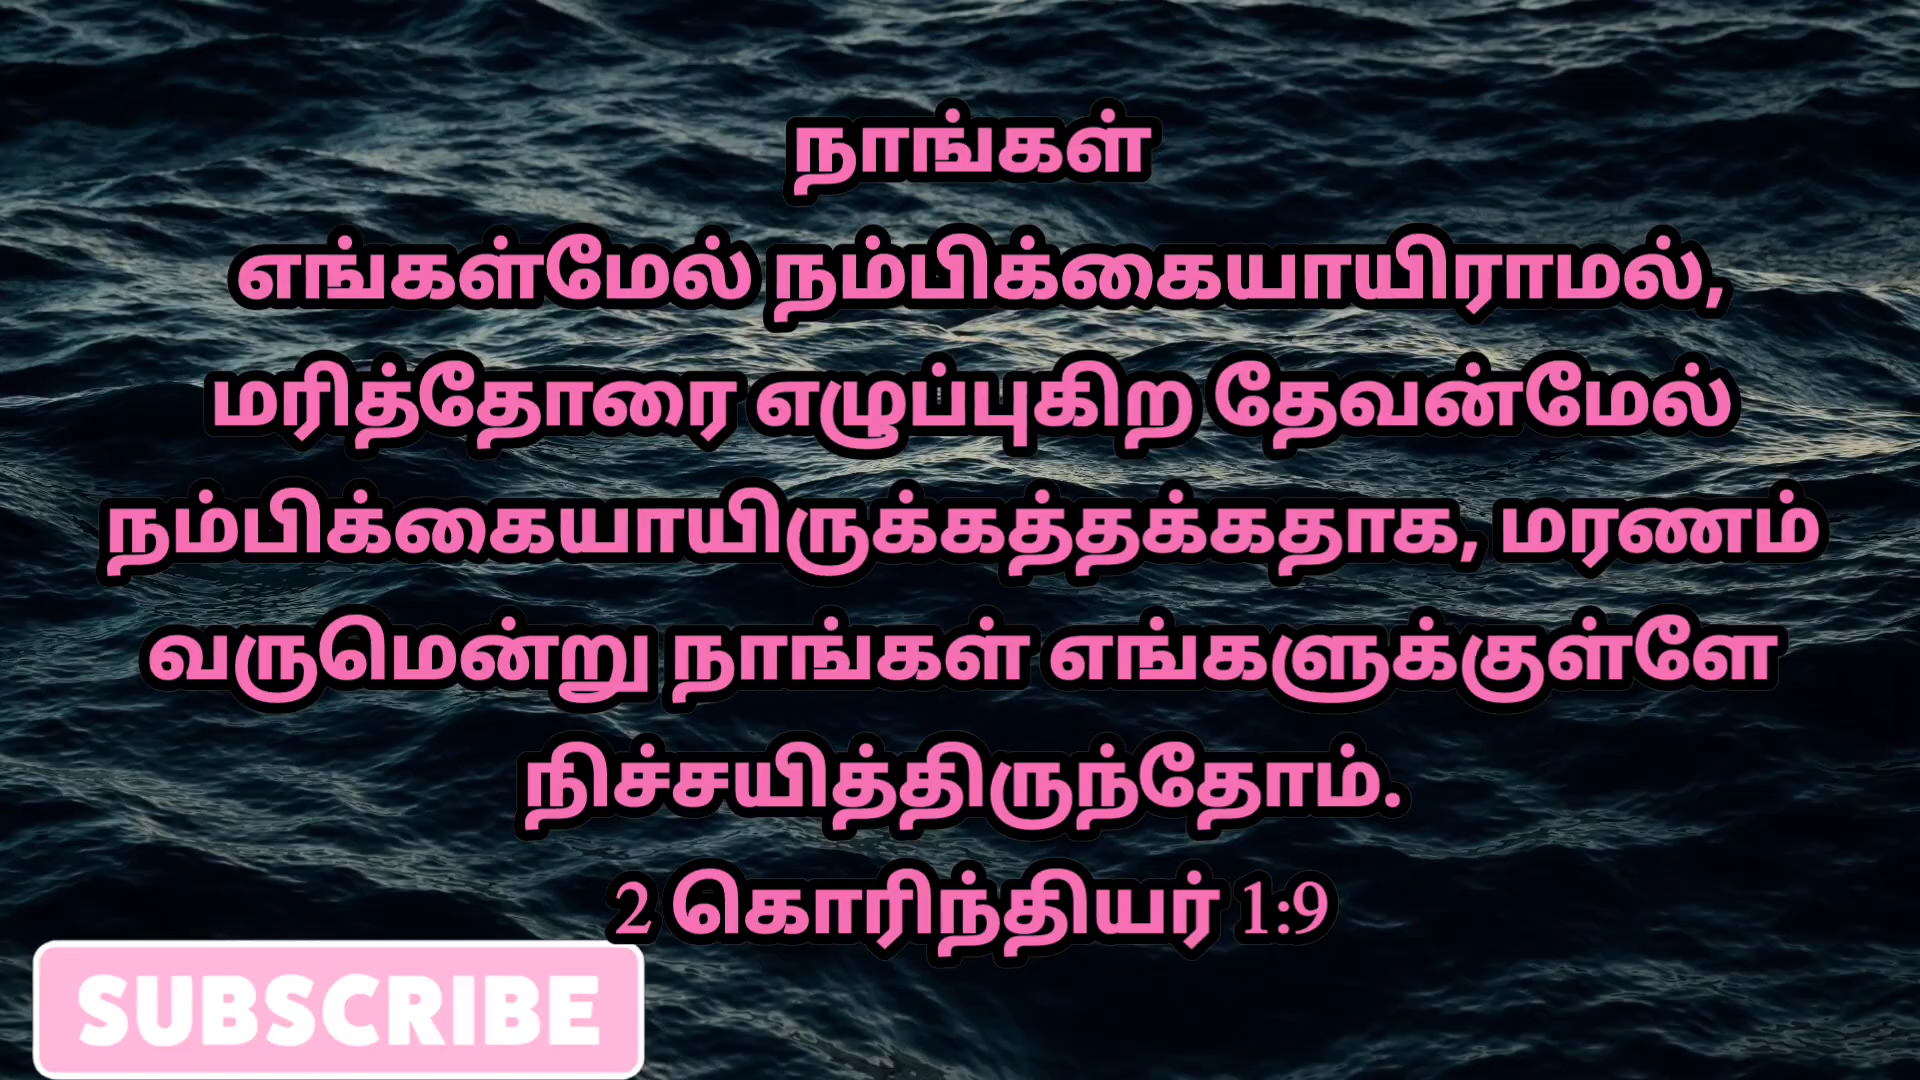 நாங்கள்
எங்கள்மேல் நம்பிக்கையாயிராமல்,
மரித்தோரை எழுப்புகிற தேவன்மேல்
நம்பிக்கையாயிருக்கத்தக்கதாக, மரணம்
வருமென்று நாங்கள் எங்களுக்குள்ளே
நிச்சயித்திருந்தோம்.
2 கொரிந்தியர் 1:9
SUBSCRIBE